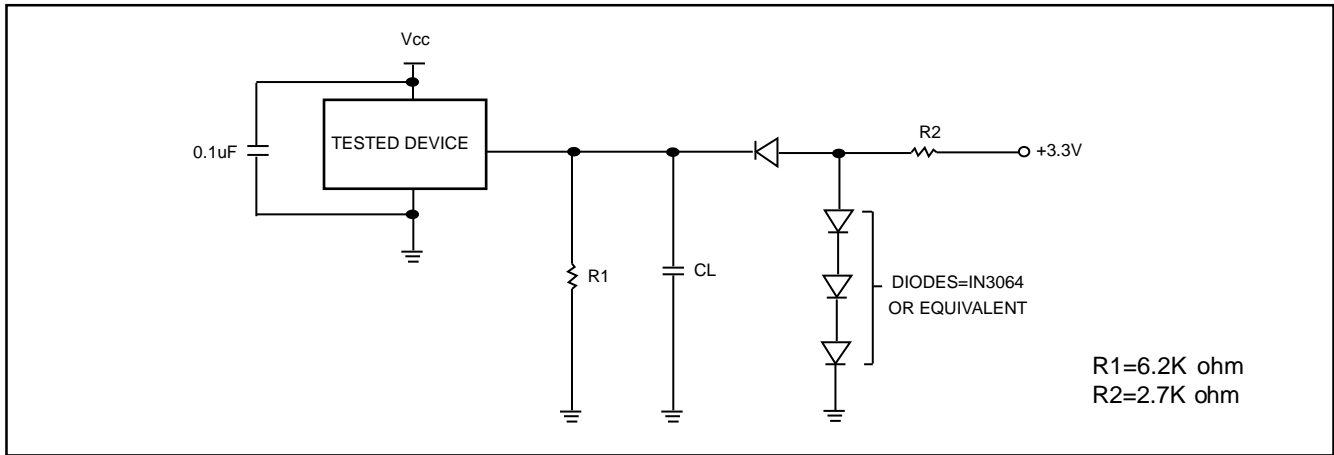 Vcc
0.1uF
TESTED DEVICE
R2
+3.3V
R1
CL
DIODES=IN3064
OR EQUIVALENT
R1=6.2K ohm
R2=2.7K ohm